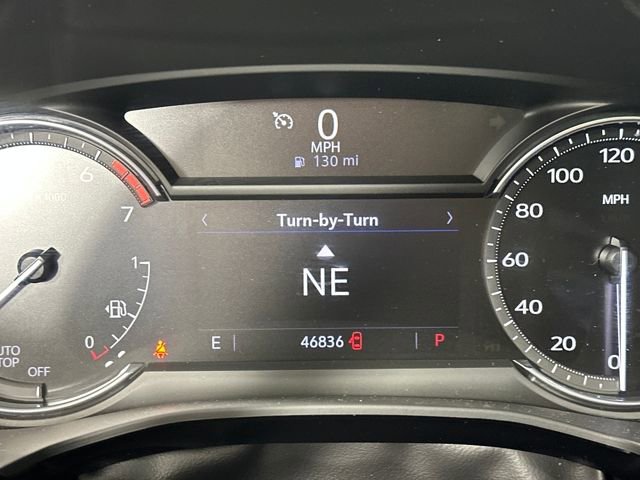 0
MPH
130 mi
Turn-by-Turn
NE
E 46836 P
6
7
1
0
AUTO
STOP
OFF
120
100
MPH
80
60
40
20
0